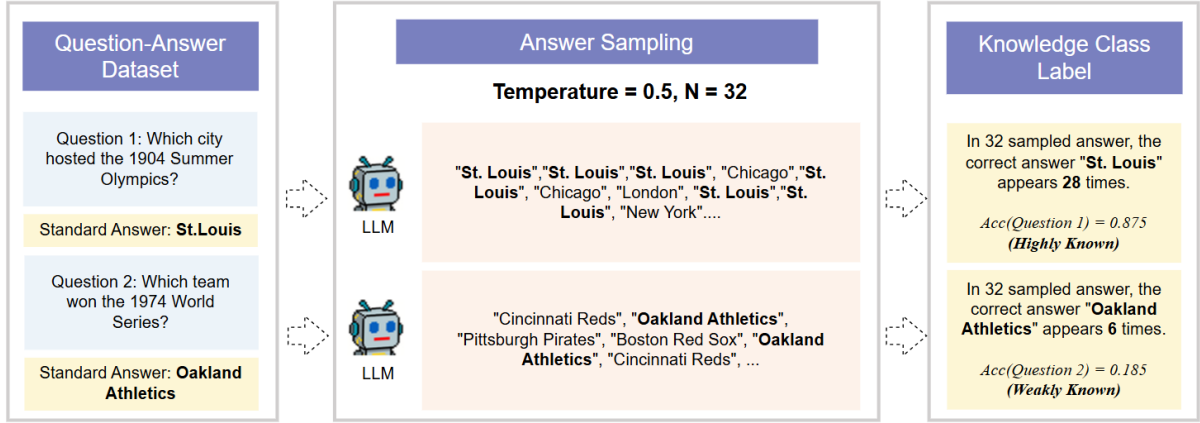 Question-Answer
Dataset
Question 1: Which city
hosted the 1904 Summer
Olympics?
Standard Answer: St.Louis
Question 2: Which team
won the 1974 World
Series?
Standard Answer: Oakland
Athletics
Answer Sampling
Temperature = 0.5, N = 32
LLM
"St. Louis","St. Louis","St. Louis", "Chicago","St.
Louis", "Chicago", "London", "St. Louis","St.
Louis", "New York"....
LLM
"Cincinnati Reds", "Oakland Athletics",
"Pittsburgh Pirates", "Boston Red Sox", "Oakland
Athletics", "Cincinnati Reds", ...
Knowledge Class
Label
In 32 sampled answer, the
correct answer "St. Louis"
appears 28 times.
Acc(Question 1) = 0.875
(Highly Known)
In 32 sampled answer, the
correct answer "Oakland
Athletics" appears 6 times.
Acc(Question 2) = 0.185
(Weakly Known)